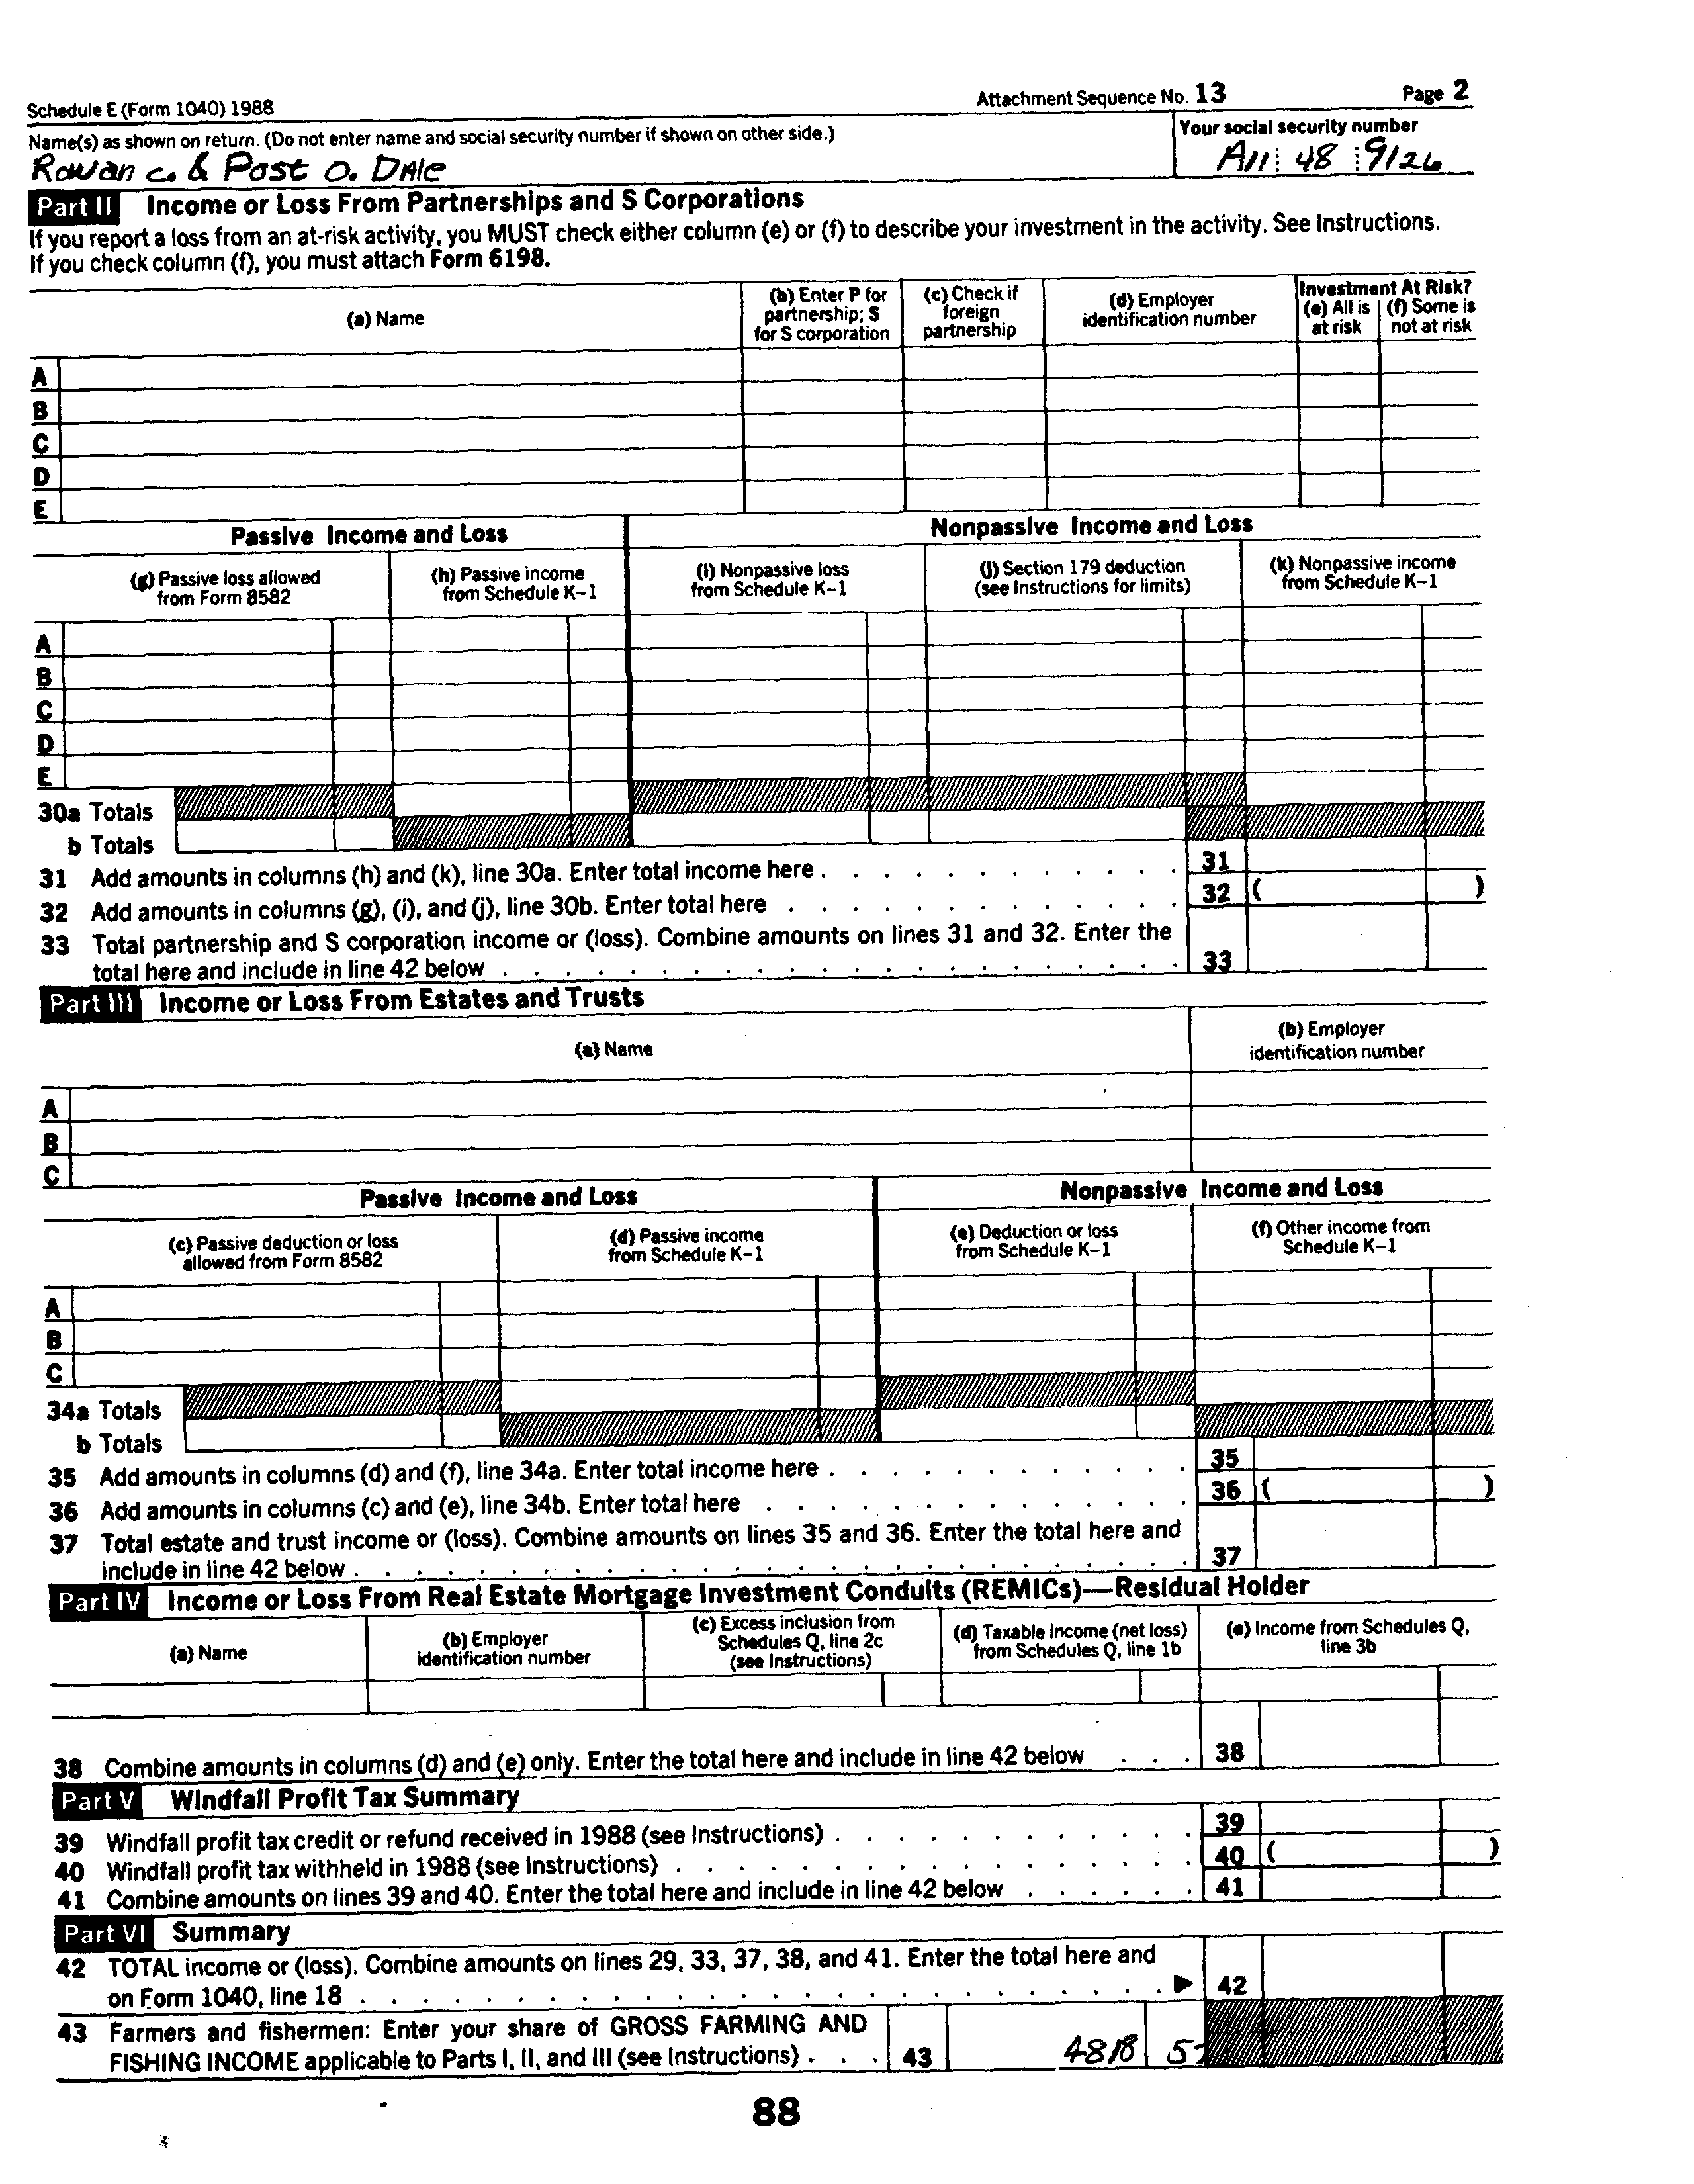 Schedule E (Form 1040) 1988 Attachment Sequence No. 13 Page 2
Name(s) as shown on return. (Do not enter name and social security number if shown on other side.) Your social security number
Rowan C. & Post O. DAle A11 48 9126
Part II Income or Loss From Partnerships and S Corporations
If you report a loss from an at-risk activity, you MUST check either column (e) or (f) to describe your investment in the activity. See Instructions.
If you check column (f), you must attach Form 6198.
(a) Name
(b) Enter P for
partnership; S
for S corporation
(c) Check if
foreign
partnership
(d) Employer
identification number
Investment At Risk?
(e) All is
at risk
(f) Some is
not at risk
A
B
C
D
E
Passive Income and Loss Nonpassive Income and Loss
(g) Passive loss allowed
from Form 8582
(h) Passive income
from Schedule K–1
(i) Nonpassive loss
from Schedule K–1
(j) Section 179 deduction
(see Instructions for limits)
(k) Nonpassive income
from Schedule K–1
A
B
C
D
E
30a Totals
b Totals
31 Add amounts in columns (h) and (k), line 30a. Enter total income here . . . . . . . . . . . . 31
32 Add amounts in columns (g), (i), and (j), line 30b. Enter total here . . . . . . . . . . . . . 32 ( )
33 Total partnership and S corporation income or (loss). Combine amounts on lines 31 and 32. Enter the
total here and include in line 42 below . . . . . . . . . . . . . . . . . . . . . . 33
Part III Income or Loss From Estates and Trusts
(a) Name
(b) Employer
identification number
A
B
C
Passive Income and Loss Nonpassive Income and Loss
(c) Passive deduction or loss
allowed from Form 8582
(d) Passive income
from Schedule K–1
(e) Deduction or loss
from Schedule K–1
(f) Other income from
Schedule K–1
A
B
C
34a Totals
b Totals
35 Add amounts in columns (d) and (f), line 34a. Enter total income here . . . . . . . . . . . . 35
36 Add amounts in columns (c) and (e), line 34b. Enter total here . . . . . . . . . . . . . . 36 ( )
37 Total estate and trust income or (loss). Combine amounts on lines 35 and 36. Enter the total here and
include in line 42 below . . . . . . . . . . . . . . . . . . . . . . . . . . . 37
Part IV Income or Loss From Real Estate Mortgage Investment Conduits (REMICs)—Residual Holder
(a) Name
(b) Employer
identification number
(c) Excess inclusion from
Schedules Q, line 2c
(see Instructions)
(d) Taxable income (net loss)
from Schedules Q, line 1b
(e) Income from Schedules Q,
line 3b
38 Combine amounts in columns (d) and (e) only. Enter the total here and include in line 42 below . . . 38
Part V Windfall Profit Tax Summary
39 Windfall profit tax credit or refund received in 1988 (see Instructions) . . . . . . . . . . . . 39
40 Windfall profit tax withheld in 1988 (see Instructions) . . . . . . . . . . . . . . . . . 40 ( )
41 Combine amounts on lines 39 and 40. Enter the total here and include in line 42 below . . . . . . 41
Part VI Summary
42 TOTAL income or (loss). Combine amounts on lines 29, 33, 37, 38, and 41. Enter the total here and
on Form 1040, line 18 . . . . . . . . . . . . . . . . . . . . . . . . . . ▶ 42
43 Farmers and fishermen: Enter your share of GROSS FARMING AND
FISHING INCOME applicable to Parts I, II, and III (see Instructions) . . . 43 4818
88